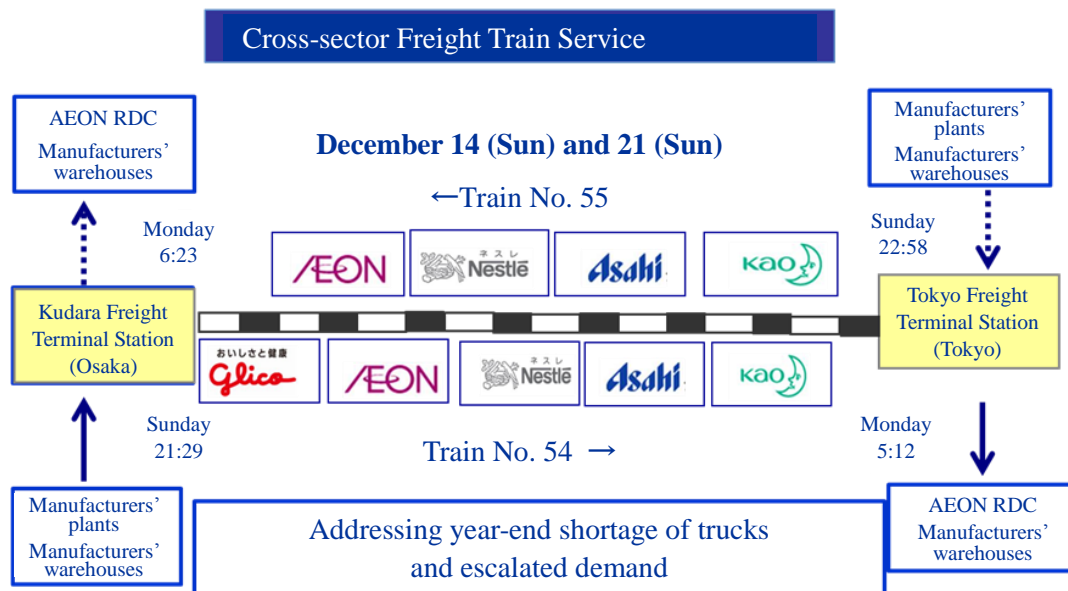 Cross-sector Freight Train Service
AEON RDC
Manufacturers’
warehouses
December 14 (Sun) and 21 (Sun)
←Train No. 55
Manufacturers’
plants
Manufacturers’
warehouses
Monday
6:23
Sunday
22:58
ÆON
ネスレ
Nestlé
Asahi
kao
Kudara Freight
Terminal Station
(Osaka)
Tokyo Freight
Terminal Station
(Tokyo)
おいしさと健康
Glico
ÆON
ネスレ
Nestlé
Asahi
kao
Sunday
21:29
Train No. 54 →
Monday
5:12
Manufacturers’
plants
Manufacturers’
warehouses
Addressing year-end shortage of trucks
and escalated demand
AEON RDC
Manufacturers’
warehouses